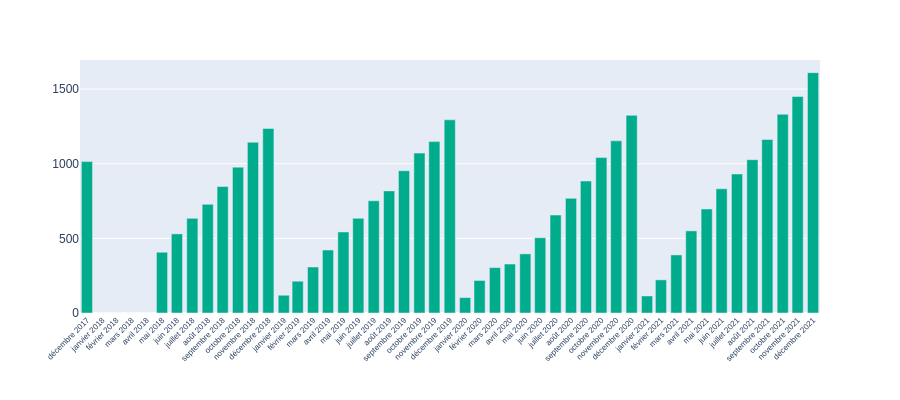 1500
1000
500
0
décembre 2017
janvier 2018
février 2018
mars 2018
avril 2018
mai 2018
juin 2018
juillet 2018
août 2018
septembre 2018
octobre 2018
novembre 2018
décembre 2018
janvier 2019
février 2019
mars 2019
avril 2019
mai 2019
juin 2019
juillet 2019
août 2019
septembre 2019
octobre 2019
novembre 2019
décembre 2019
janvier 2020
février 2020
mars 2020
avril 2020
mai 2020
juin 2020
juillet 2020
août 2020
septembre 2020
octobre 2020
novembre 2020
décembre 2020
janvier 2021
février 2021
mars 2021
avril 2021
mai 2021
juin 2021
juillet 2021
août 2021
septembre 2021
octobre 2021
novembre 2021
décembre 2021